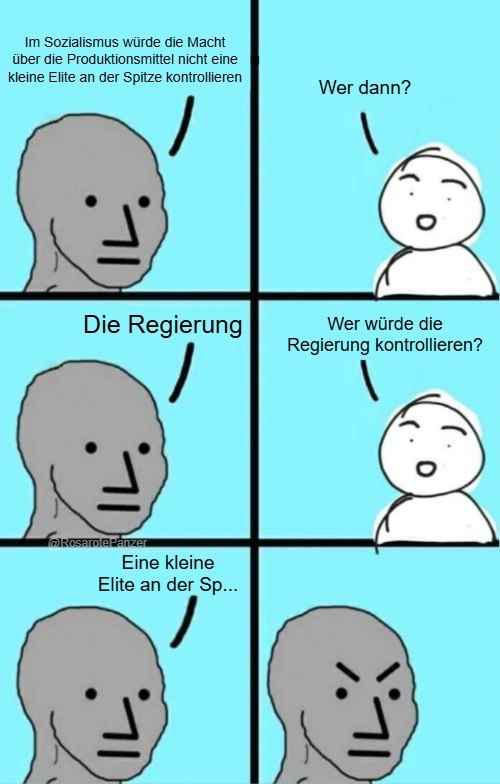 Im Sozialismus würde die Macht
über die Produktionsmittel nicht eine
kleine Elite an der Spitze kontrollieren
Wer dann?
Die Regierung
Wer würde die
Regierung kontrollieren?
@RosarotePanzer
Eine kleine
Elite an der Sp...